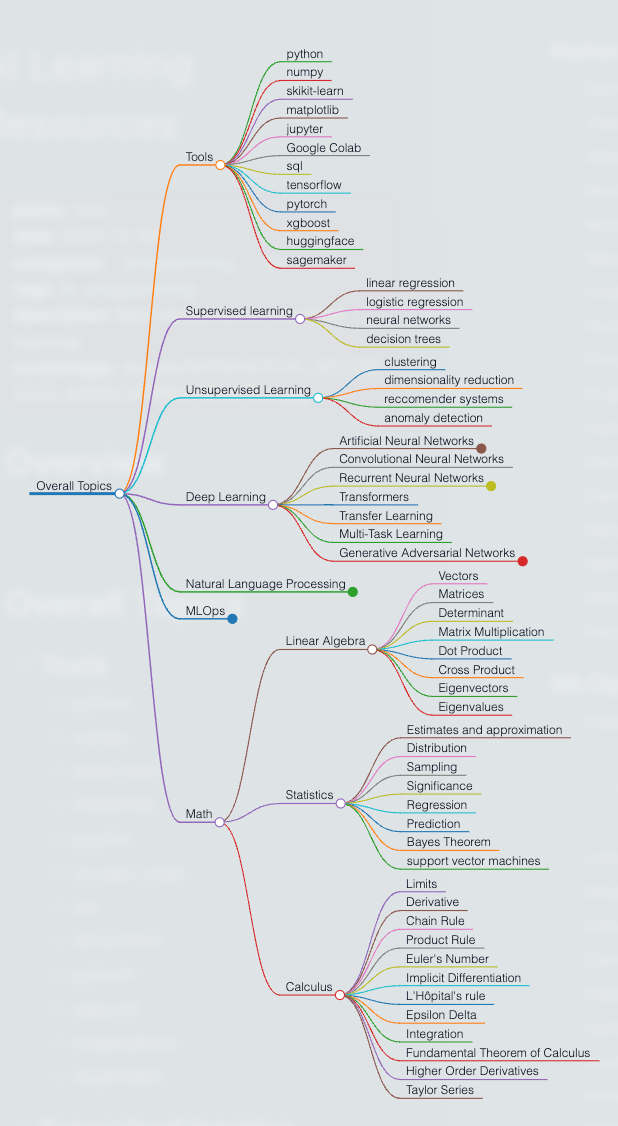 python
numpy
skikit-learn
matplotlib
jupyter
Google Colab
Tools
sql
tensorflow
pytorch
xgboost
huggingface
sagemaker
linear regression
logistic regression
Supervised learning
neural networks
decision trees
clustering
dimensionality reduction
Unsupervised Learning
reccomender systems
anomaly detection
Artificial Neural Networks
Convolutional Neural Networks
Recurrent Neural Networks
Overall Topics
Deep Learning
Transformers
Transfer Learning
Multi-Task Learning
Generative Adversarial Networks
Natural Language Processing
MLOps
Vectors
Matrices
Determinant
Matrix Multiplication
Linear Algebra
Dot Product
Cross Product
Eigenvectors
Eigenvalues
Estimates and approximation
Distribution
Sampling
Significance
Statistics
Regression
Prediction
Math
Bayes Theorem
support vector machines
Limits
Derivative
Chain Rule
Product Rule
Euler's Number
Implicit Differentiation
Calculus
L'Hôpital's rule
Epsilon Delta
Integration
Fundamental Theorem of Calculus
Higher Order Derivatives
Taylor Series